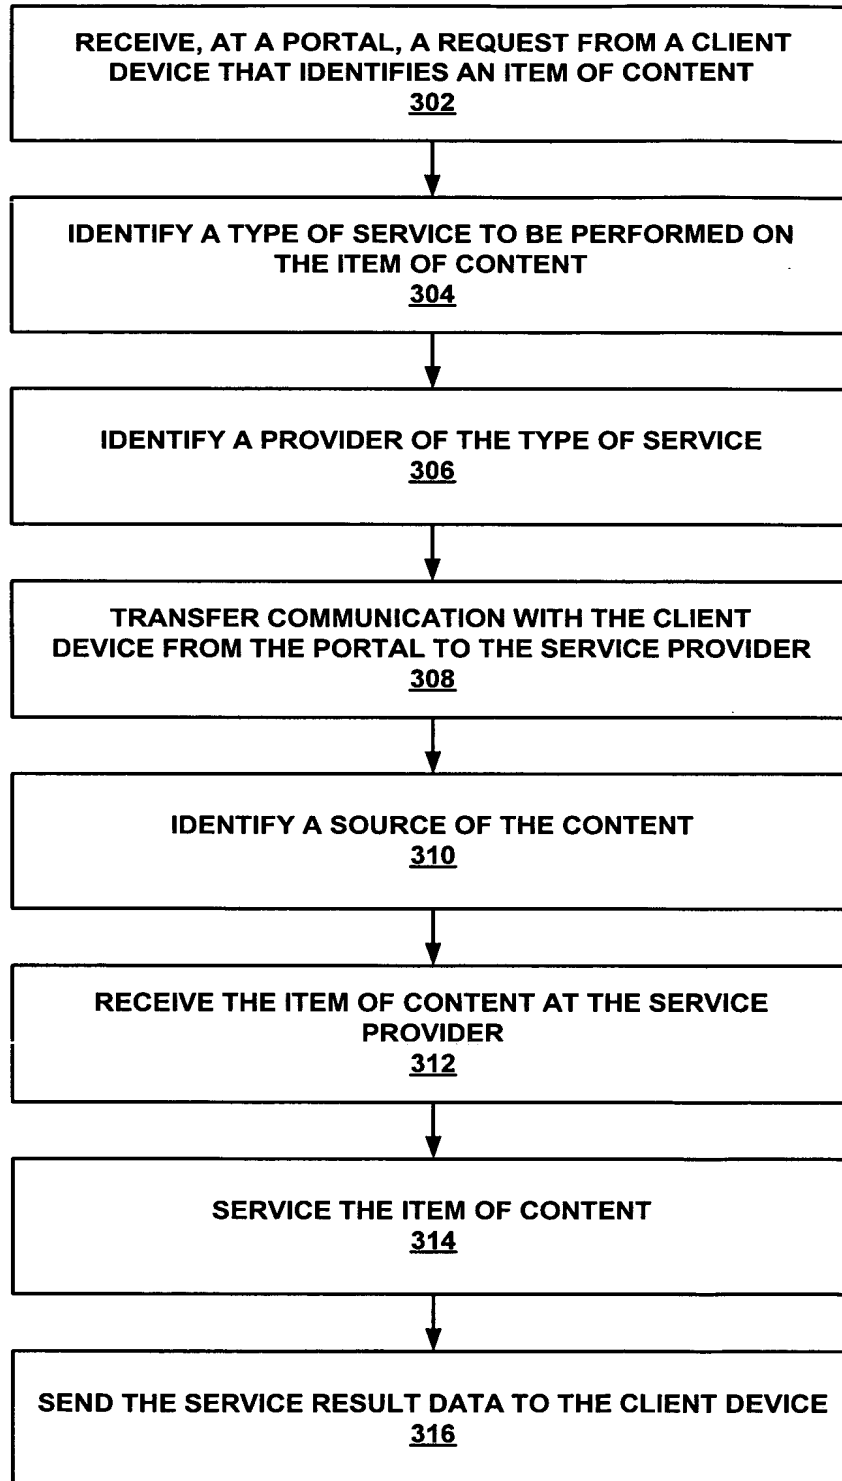 RECEIVE, AT A PORTAL, A REQUEST FROM A CLIENT
DEVICE THAT IDENTIFIES AN ITEM OF CONTENT
302
IDENTIFY A TYPE OF SERVICE TO BE PERFORMED ON
THE ITEM OF CONTENT
304
IDENTIFY A PROVIDER OF THE TYPE OF SERVICE
306
TRANSFER COMMUNICATION WITH THE CLIENT
DEVICE FROM THE PORTAL TO THE SERVICE PROVIDER
308
IDENTIFY A SOURCE OF THE CONTENT
310
RECEIVE THE ITEM OF CONTENT AT THE SERVICE
PROVIDER
312
SERVICE THE ITEM OF CONTENT
314
SEND THE SERVICE RESULT DATA TO THE CLIENT DEVICE
316